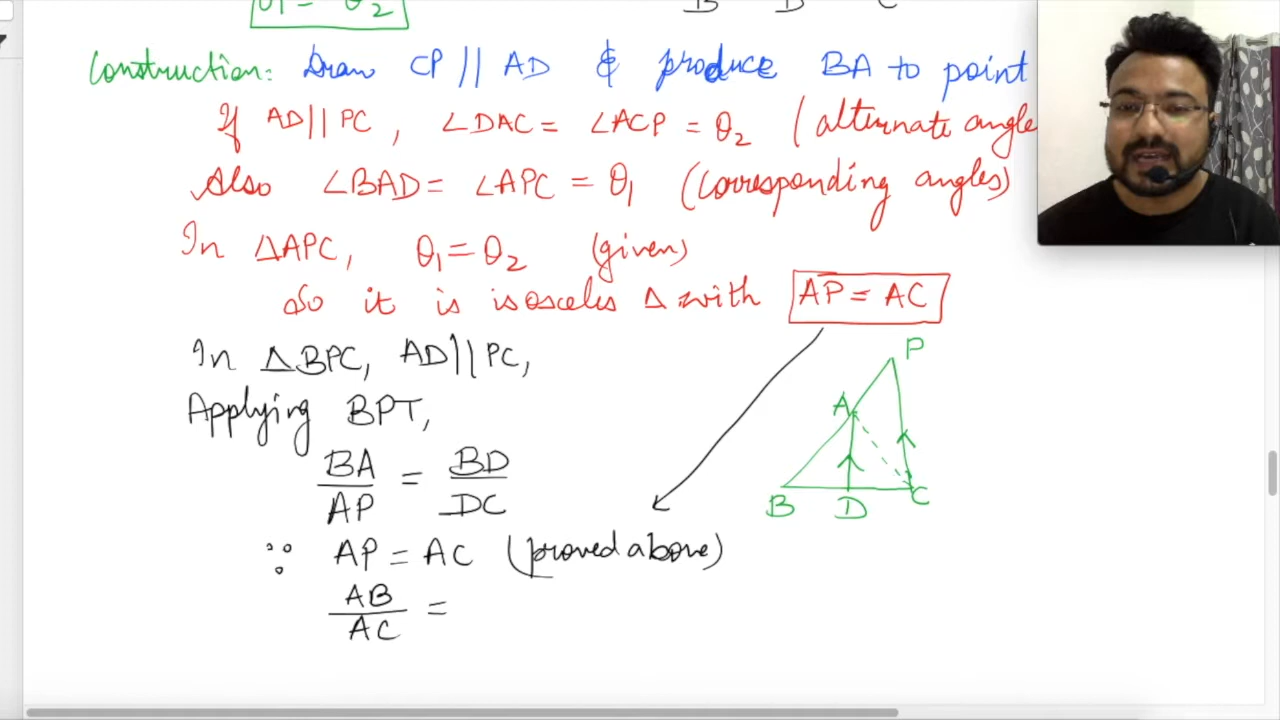 θ2
B D C
Construction: Draw CP || AD & produce BA to point
If AD || PC, ∠DAC = ∠ACP = θ2 (alternate angle
Also ∠BAD = ∠APC = θ1 (corresponding angles)
In ΔAPC, θ1 = θ2 (given)
So it is isosceles Δ with AP = AC
In ΔBPC, AD || PC,
Applying BPT,
BA/AP = BD/DC
∵ AP = AC (proved above)
AB/AC =
P
A
B D C